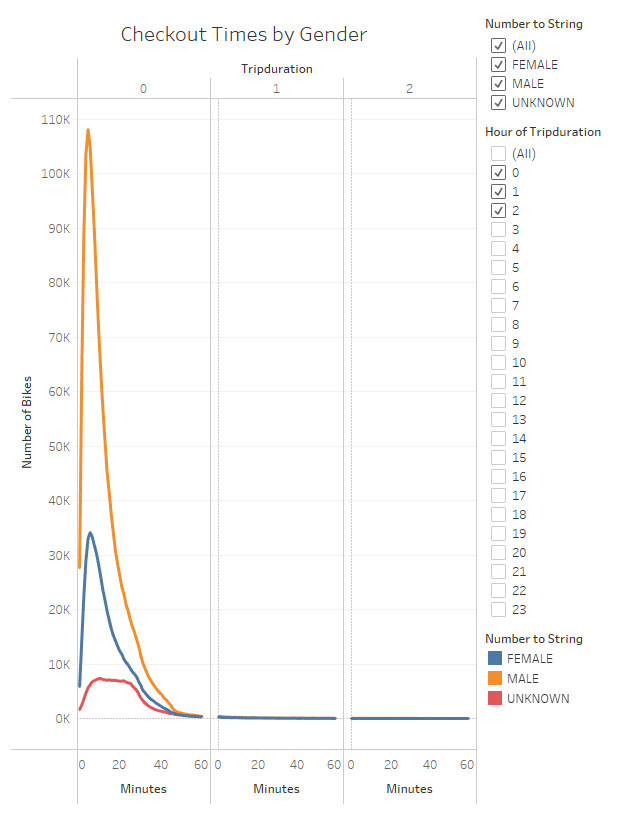 Checkout Times by Gender
Tripduration
0 1 2
110K
100K
90K
80K
70K
60K
50K
40K
30K
20K
10K
0K
Number of Bikes
0 20 40 60 0 20 40 60 0 20 40 60
Minutes Minutes Minutes
Number to String
(All)
FEMALE
MALE
UNKNOWN
Hour of Tripduration
(All)
0
1
2
3
4
5
6
7
8
9
10
11
12
13
14
15
16
17
18
19
20
21
22
23
Number to String
FEMALE
MALE
UNKNOWN